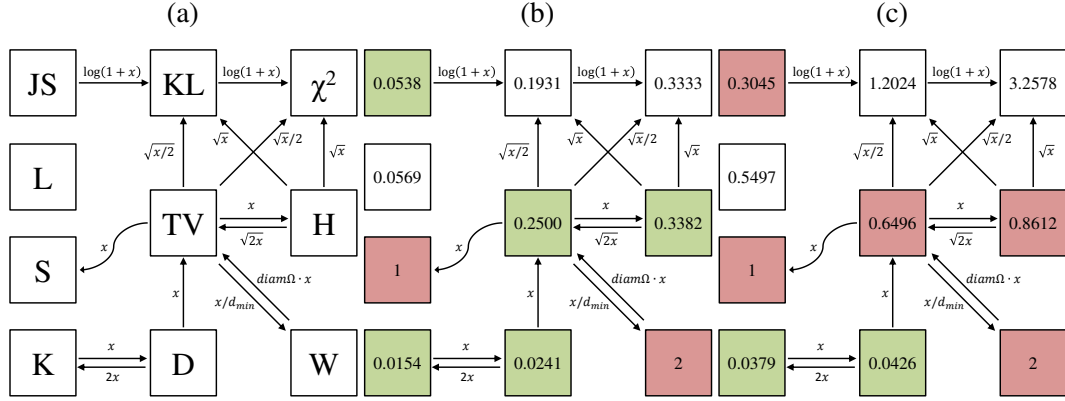 (a) (b) (c)
JS log(1 + x) KL log(1 + x) χ² 0.0538 log(1 + x) 0.1931 log(1 + x) 0.3333 0.3045 log(1 + x) 1.2024 log(1 + x) 3.2578
√x/2 √x √x/2 √x √x/2 √x √x/2 √x √x/2 √x √x/2 √x
L 0.0569 0.5497
TV x √2x H 0.2500 x √2x 0.3382 0.6496 x √2x 0.8612
S x 1 x 1 x
x diamΩ · x x/d_min x diamΩ · x x/d_min x diamΩ · x x/d_min
K x 2x D W 0.0154 x 2x 0.0241 2 0.0379 x 2x 0.0426 2